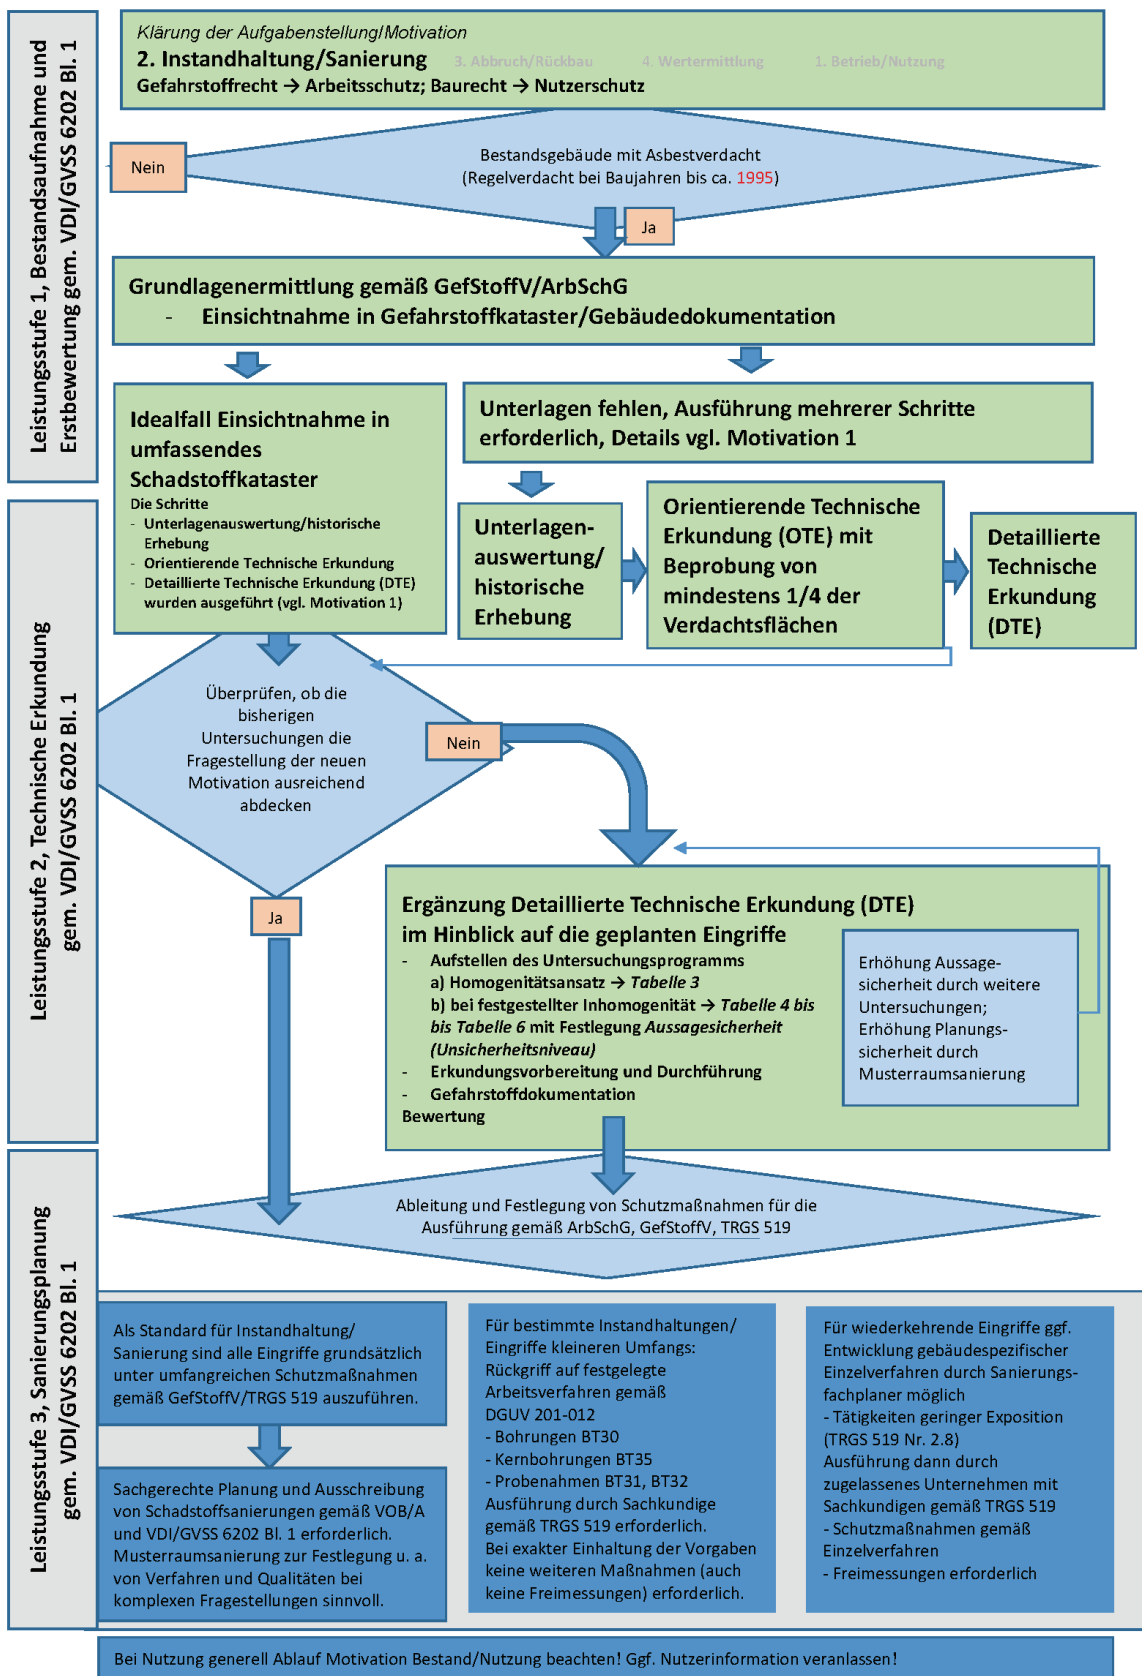 Leistungsstufe 1, Bestandsaufnahme und
Erstbewertung gem. VDI/GVSS 6202 Bl. 1
Klärung der Aufgabenstellung/Motivation
2. Instandhaltung/Sanierung 3. Abbruch/Rückbau 4. Wertermittlung 1. Betrieb/Nutzung
Gefahrstoffrecht → Arbeitsschutz; Baurecht → Nutzerschutz
Nein
Bestandsgebäude mit Asbestverdacht
(Regelverdacht bei Baujahren bis ca. 1995)
Ja
Grundlagenermittlung gemäß GefStoffV/ArbSchG
- Einsichtnahme in Gefahrstoffkataster/Gebäudedokumentation
Idealfall Einsichtnahme in
umfassendes
Schadstoffkataster
Die Schritte
- Unterlagenauswertung/historische
Erhebung
- Orientierende Technische Erkundung
- Detaillierte Technische Erkundung (DTE)
wurden ausgeführt (vgl. Motivation 1)
Unterlagen fehlen, Ausführung mehrerer Schritte
erforderlich, Details vgl. Motivation 1
Unterlagen-
auswertung/
historische
Erhebung
Orientierende Technische
Erkundung (OTE) mit
Beprobung von
mindestens 1/4 der
Verdachtsflächen
Detaillierte
Technische
Erkundung
(DTE)
Leistungsstufe 2, Technische Erkundung
gem. VDI/GVSS 6202 Bl. 1
Überprüfen, ob die
bisherigen
Untersuchungen die
Fragestellung der neuen
Motivation ausreichend
abdecken
Nein
Ja
Ergänzung Detaillierte Technische Erkundung (DTE)
im Hinblick auf die geplanten Eingriffe
- Aufstellen des Untersuchungsprogramms
a) Homogenitätsansatz → Tabelle 3
b) bei festgestellter Inhomogenität → Tabelle 4 bis
bis Tabelle 6 mit Festlegung Aussagesicherheit
(Unsicherheitsniveau)
- Erkundungsvorbereitung und Durchführung
- Gefahrstoffdokumentation
Bewertung
Erhöhung Aussage-
sicherheit durch weitere
Untersuchungen;
Erhöhung Planungs-
sicherheit durch
Musterraumsanierung
Leistungsstufe 3, Sanierungsplanung
gem. VDI/GVSS 6202 Bl. 1
Ableitung und Festlegung von Schutzmaßnahmen für die
Ausführung gemäß ArbSchG, GefStoffV, TRGS 519
Als Standard für Instandhaltung/
Sanierung sind alle Eingriffe grundsätzlich
unter umfangreichen Schutzmaßnahmen
gemäß GefStoffV/TRGS 519 auszuführen.
Sachgerechte Planung und Ausschreibung
von Schadstoffsanierungen gemäß VOB/A
und VDI/GVSS 6202 Bl. 1 erforderlich.
Musterraumsanierung zur Festlegung u. a.
von Verfahren und Qualitäten bei
komplexen Fragestellungen sinnvoll.
Für bestimmte Instandhaltungen/
Eingriffe kleineren Umfangs:
Rückgriff auf festgelegte
Arbeitsverfahren gemäß
DGUV 201-012
- Bohrungen BT30
- Kernbohrungen BT35
- Probenahmen BT31, BT32
Ausführung durch Sachkundige
gemäß TRGS 519 erforderlich.
Bei exakter Einhaltung der Vorgaben
keine weiteren Maßnahmen (auch
keine Freimessungen) erforderlich.
Für wiederkehrende Eingriffe ggf.
Entwicklung gebäudespezifischer
Einzelverfahren durch Sanierungs-
fachplaner möglich
- Tätigkeiten geringer Exposition
(TRGS 519 Nr. 2.8)
Ausführung dann durch
zugelassenes Unternehmen mit
Sachkundigen gemäß TRGS 519
- Schutzmaßnahmen gemäß
Einzelverfahren
- Freimessungen erforderlich
Bei Nutzung generell Ablauf Motivation Bestand/Nutzung beachten! Ggf. Nutzerinformation veranlassen!